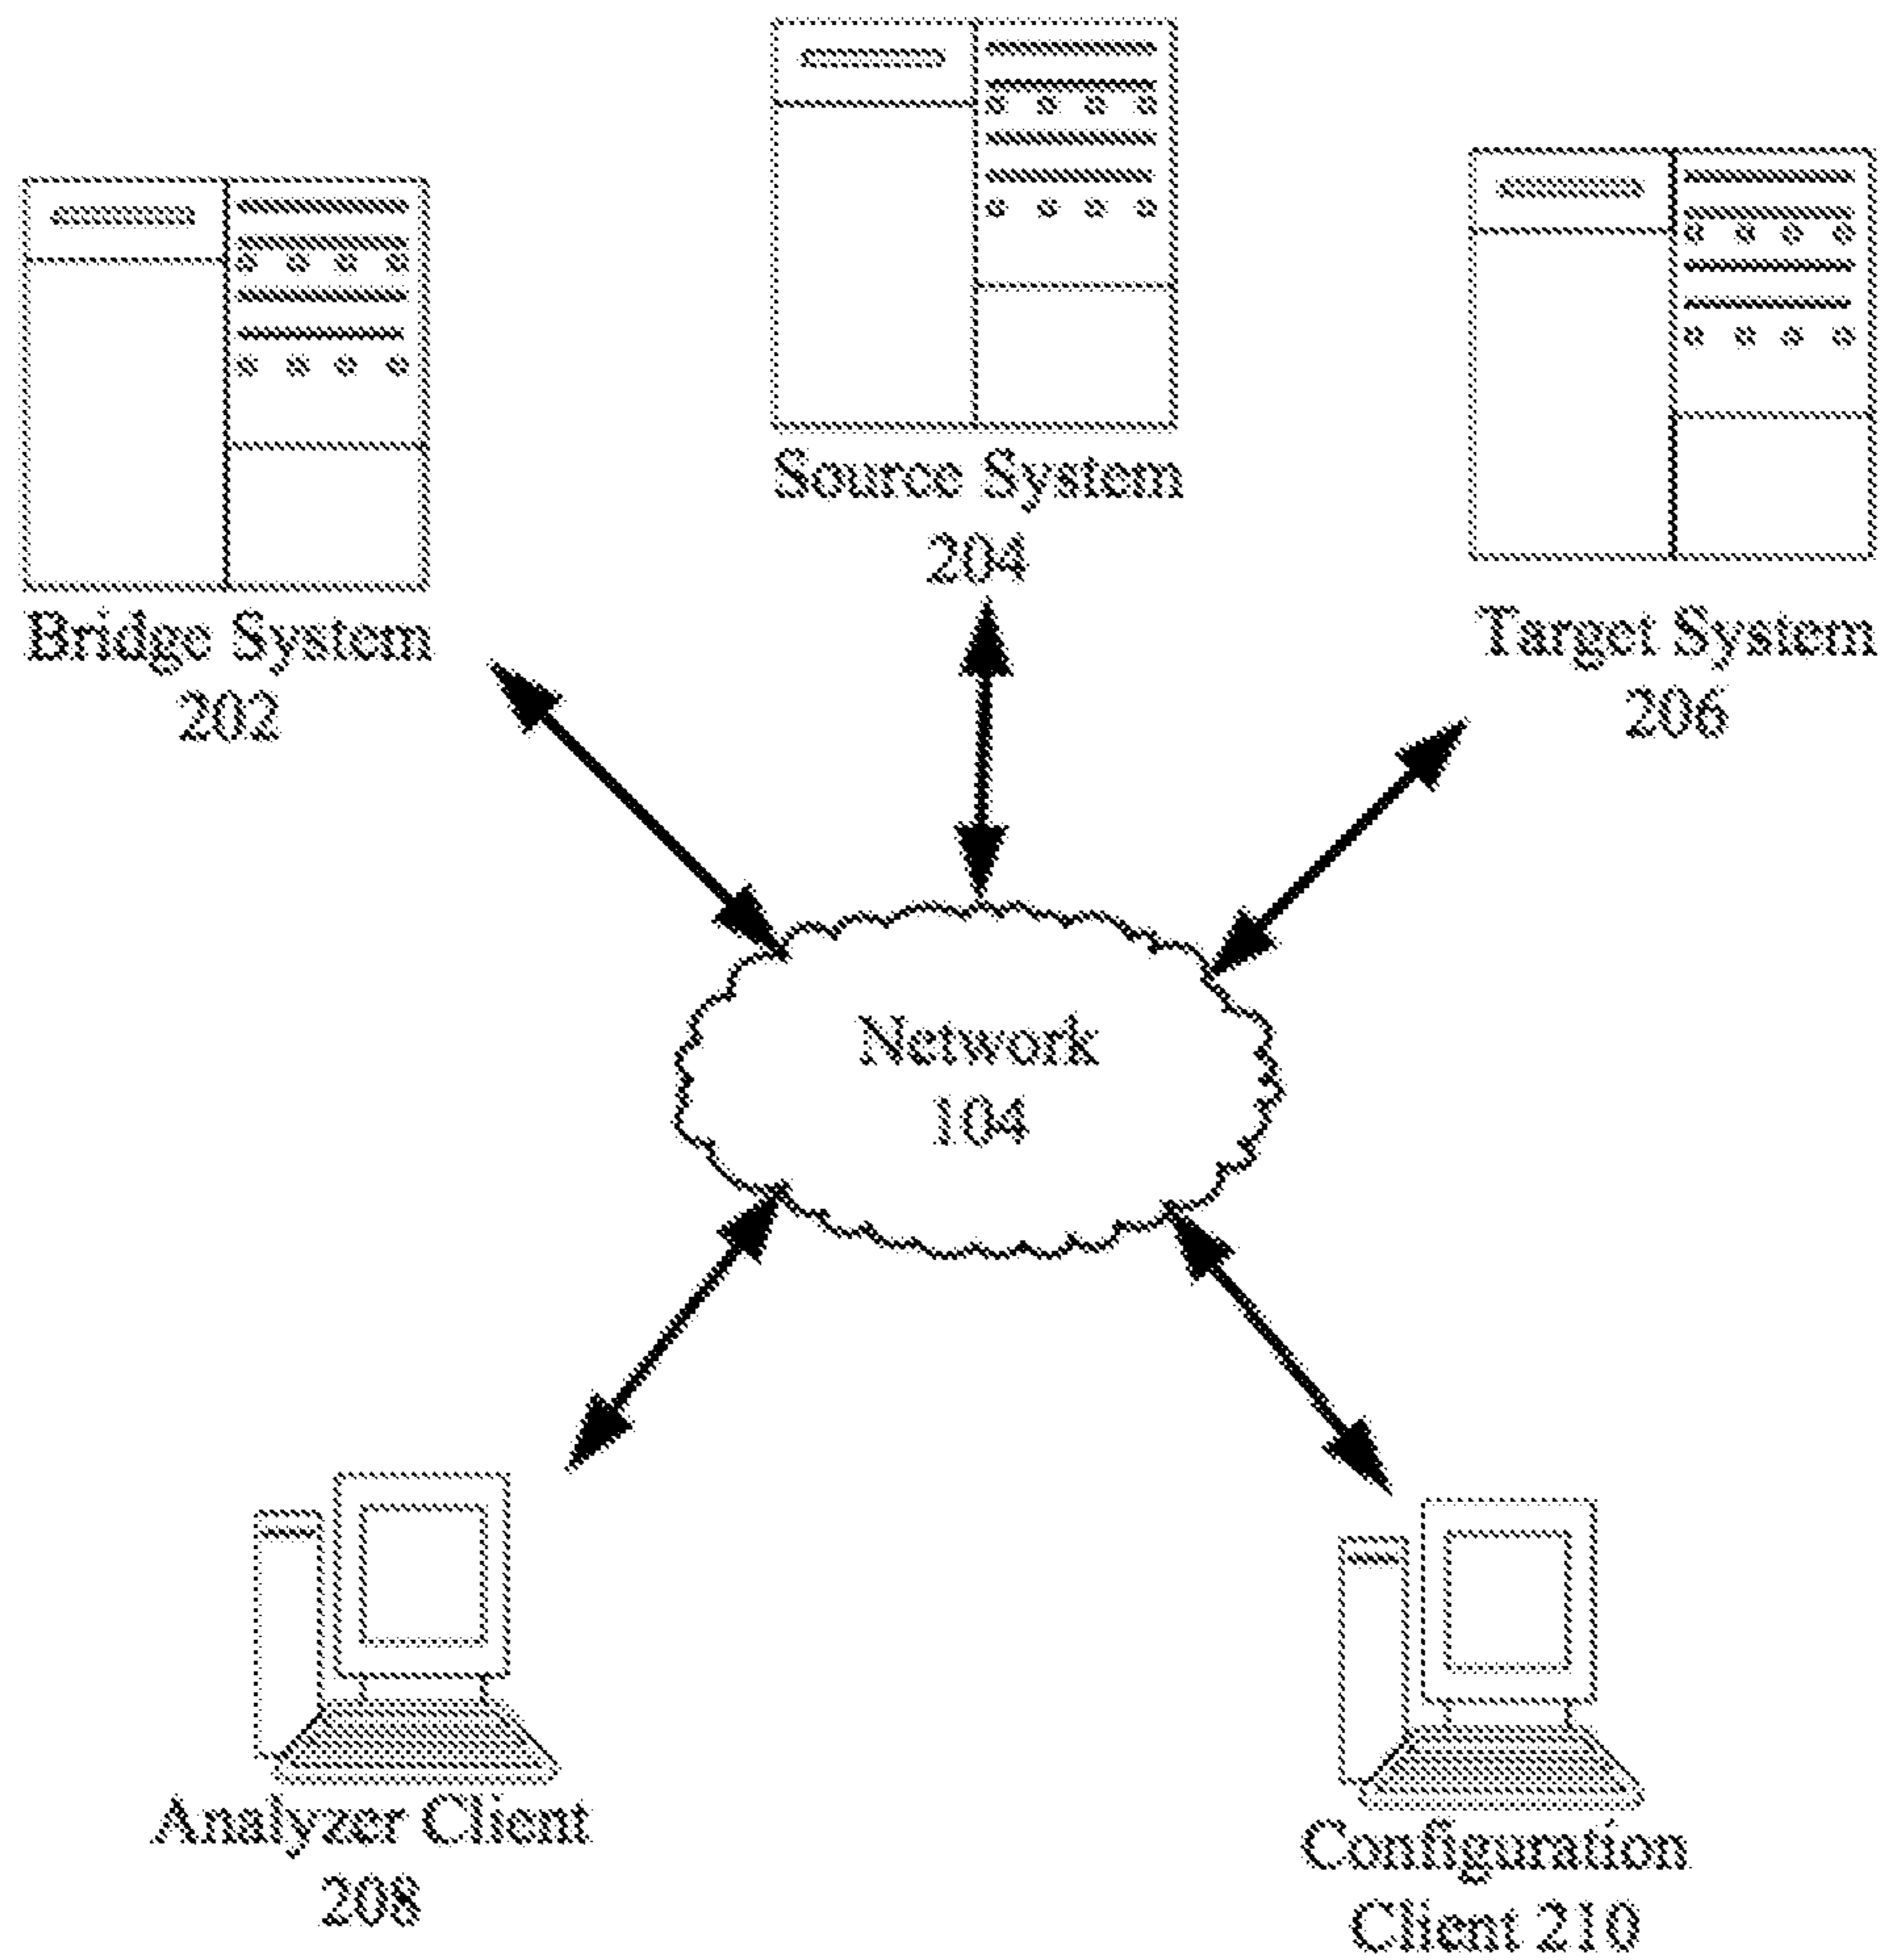 Source System
204
Bridge System
202
Target System
206
Network
104
Analyzer Client
208
Configuration
Client 210